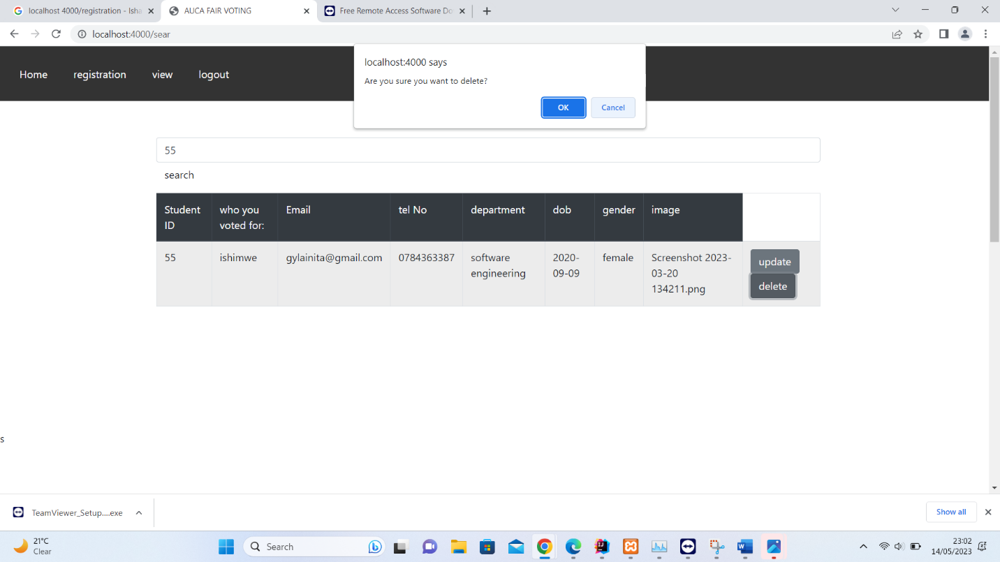 localhost 4000/registration - Isha
AUCA FAIR VOTING
Free Remote Access Software Do
localhost:4000/sear
Home registration view logout
localhost:4000 says
Are you sure you want to delete?
OK Cancel
55
search
Student ID
who you voted for:
Email
tel No
department
dob
gender
image
55
ishimwe
gylainita@gmail.com
0784363387
software
engineering
2020-
09-09
female
Screenshot 2023-
03-20
134211.png
update
delete
s
TeamViewer_Setup....exe
Show all
21°C
Clear
Search
23:02
14/05/2023